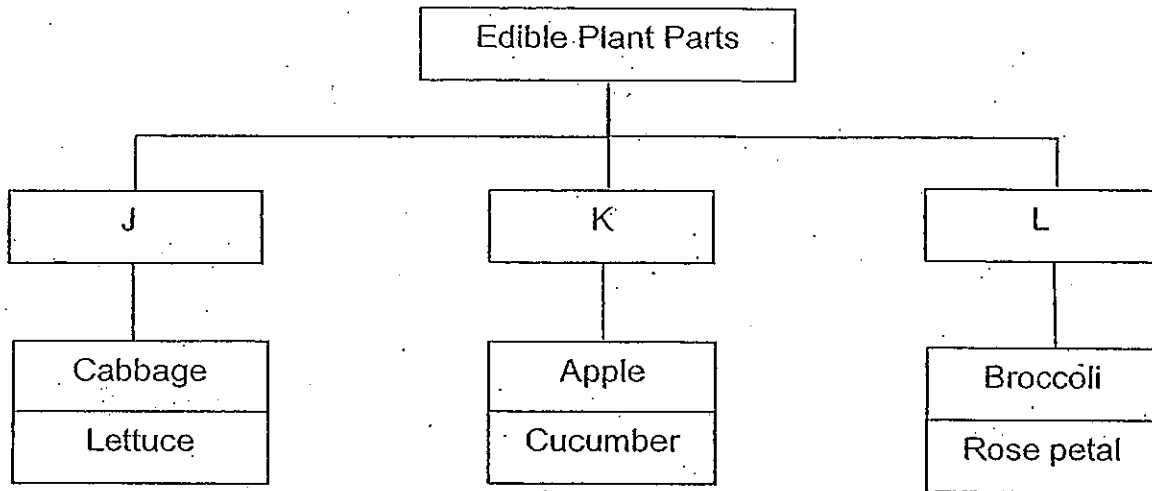 Edible Plant Parts
J
K
L
Cabbage
Lettuce
Apple
Cucumber
Broccoli
Rose petal